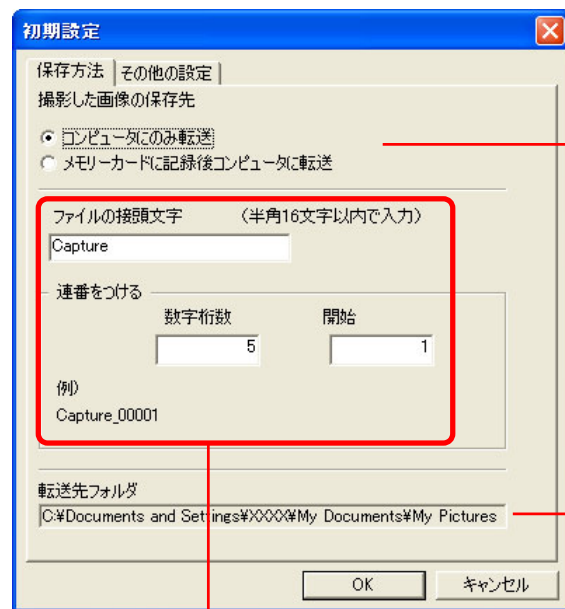 初期設定
保存方法 その他の設定
撮影した画像の保存先
コンピュータにのみ転送
メモリーカードに記録後コンピュータに転送
ファイルの接頭文字 (半角16文字以内で入力)
Capture
連番をつける
数字桁数 開始
5 1
例)
Capture_00001
転送先フォルダ
C:¥Documents and Settings¥XXXX¥My Documents¥My Pictures
OK キャンセル